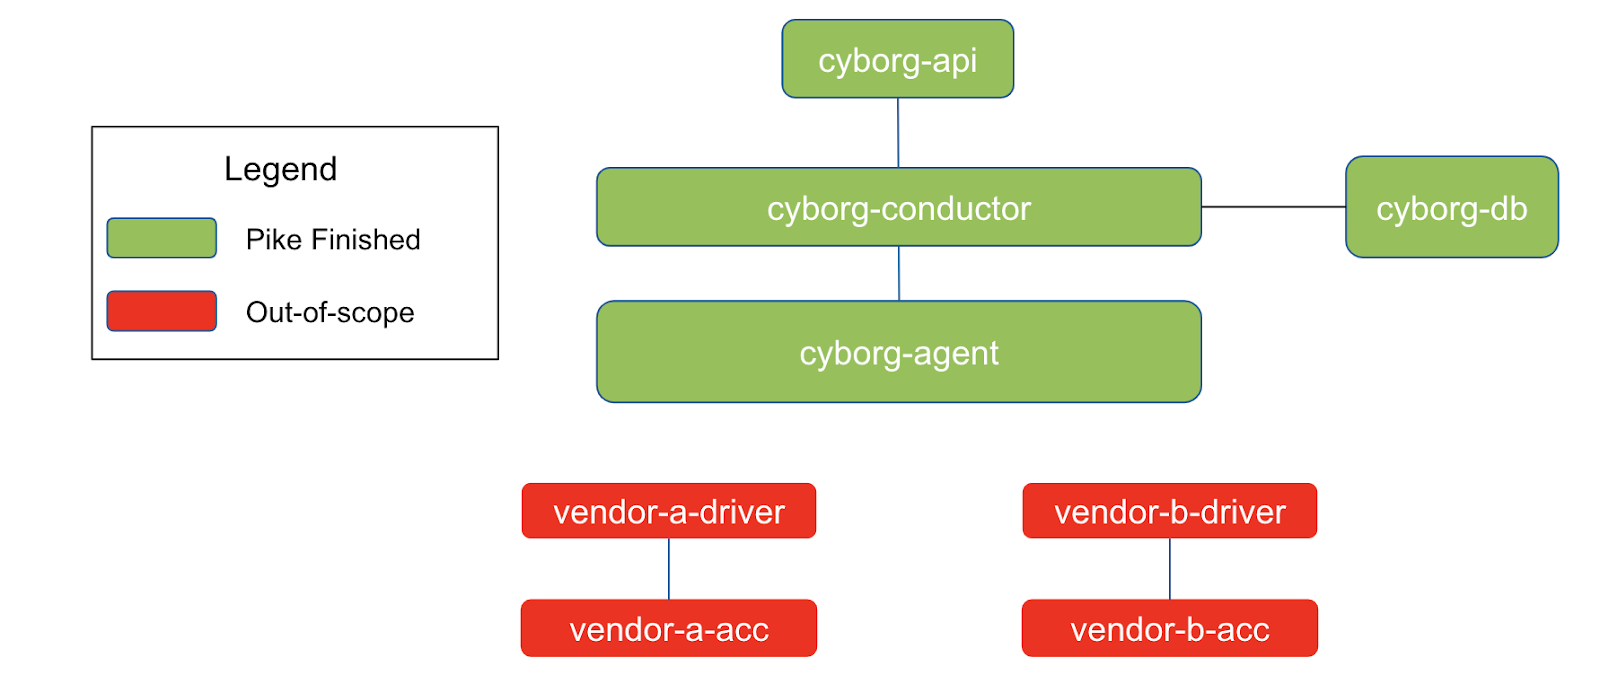 cyborg-api
Legend
Pike Finished
Out-of-scope
cyborg-conductor
cyborg-db
cyborg-agent
vendor-a-driver
vendor-b-driver
vendor-a-acc
vendor-b-acc